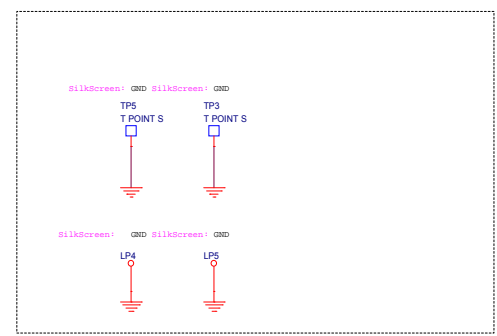 SilkScreen: GND SilkScreen: GND
TP5 TP3
T POINT S T POINT S
SilkScreen: GND SilkScreen: GND
LP4 LP5